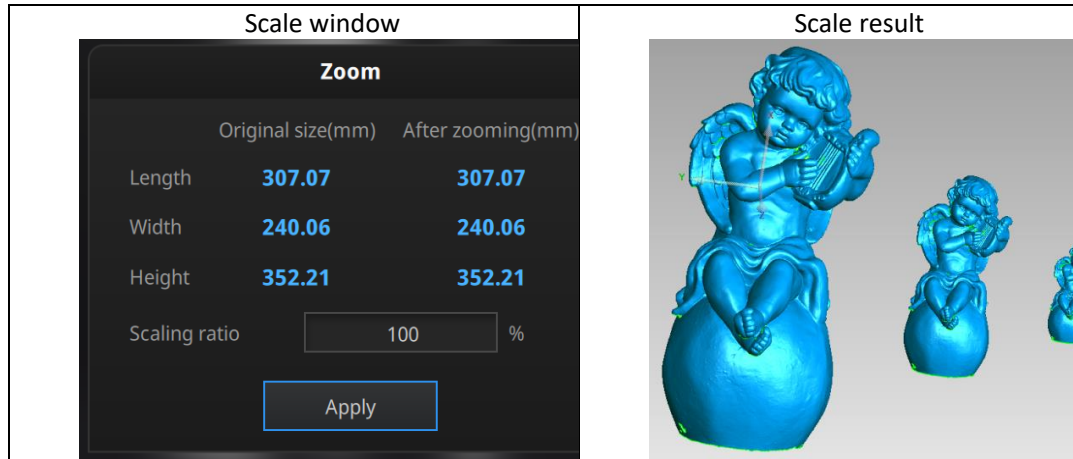 Scale window
Scale result
Zoom
Original size(mm) After zooming(mm)
Length 307.07 307.07
Width 240.06 240.06
Height 352.21 352.21
Scaling ratio 100 %
Apply
Y